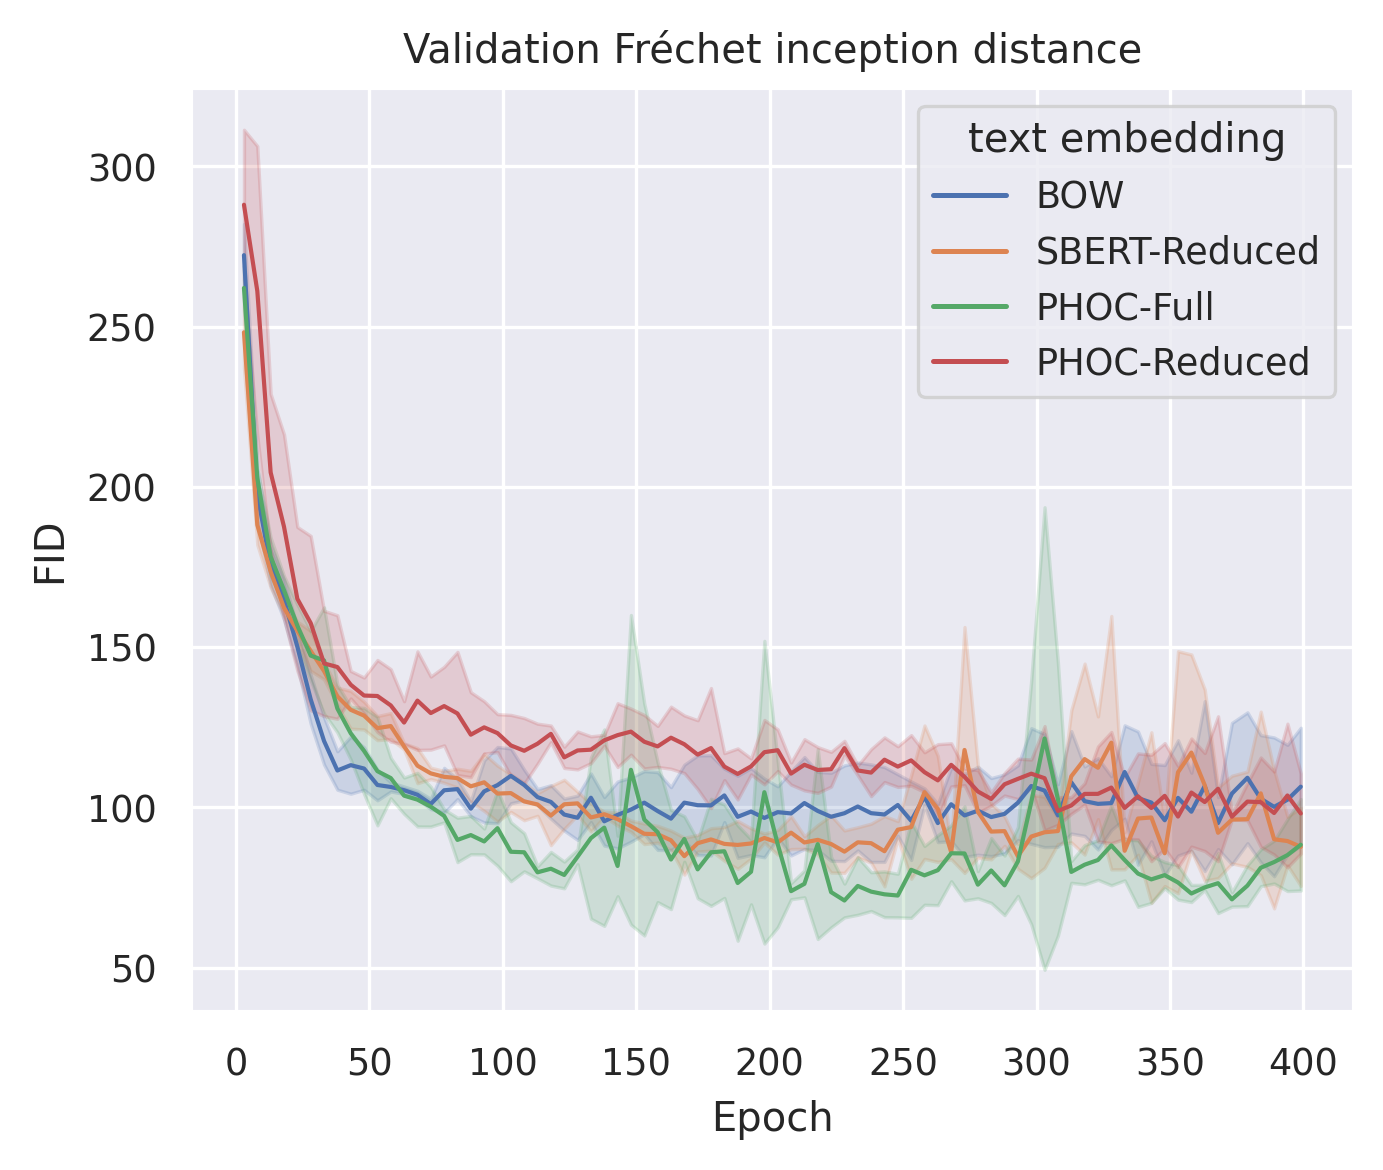 Validation Fréchet inception distance
text embedding
BOW
SBERT-Reduced
PHOC-Full
PHOC-Reduced
FID
300
250
200
150
100
50
0 50 100 150 200 250 300 350 400
Epoch